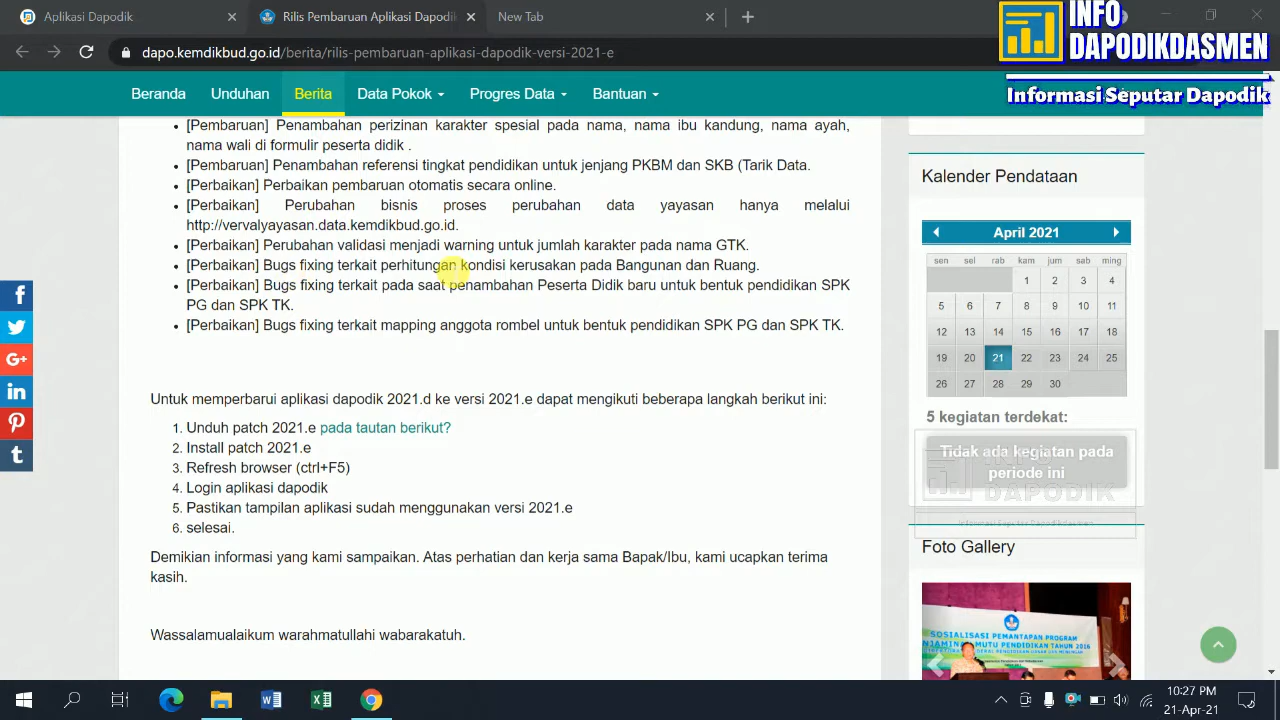 Aplikasi Dapodik
Rilis Pembaruan Aplikasi Dapodik
New Tab
INFO
DAPODIKDASMEN
Informasi Seputar Dapodik
dapo.kemdikbud.go.id/berita/rilis-pembaruan-aplikasi-dapodik-versi-2021-e
Beranda
Unduhan
Berita
Data Pokok
Progres Data
Bantuan
[Pembaruan] Penambahan perizinan karakter spesial pada nama, nama ibu kandung, nama ayah,
nama wali di formulir peserta didik .
[Pembaruan] Penambahan referensi tingkat pendidikan untuk jenjang PKBM dan SKB (Tarik Data.
[Perbaikan] Perbaikan pembaruan otomatis secara online.
[Perbaikan] Perubahan bisnis proses perubahan data yayasan hanya melalui
http://vervalyayasan.data.kemdikbud.go.id.
[Perbaikan] Perubahan validasi menjadi warning untuk jumlah karakter pada nama GTK.
[Perbaikan] Bugs fixing terkait perhitungan kondisi kerusakan pada Bangunan dan Ruang.
[Perbaikan] Bugs fixing terkait pada saat penambahan Peserta Didik baru untuk bentuk pendidikan SPK
PG dan SPK TK.
[Perbaikan] Bugs fixing terkait mapping anggota rombel untuk bentuk pendidikan SPK PG dan SPK TK.
Untuk memperbarui aplikasi dapodik 2021.d ke versi 2021.e dapat mengikuti beberapa langkah berikut ini:
1. Unduh patch 2021.e pada tautan berikut?
2. Install patch 2021.e
3. Refresh browser (ctrl+F5)
4. Login aplikasi dapodik
5. Pastikan tampilan aplikasi sudah menggunakan versi 2021.e
6. selesai.
Demikian informasi yang kami sampaikan. Atas perhatian dan kerja sama Bapak/Ibu, kami ucapkan terima
kasih.
Wassalamualaikum warahmatullahi wabarakatuh.
Kalender Pendataan
April 2021
sen sel rab kam jum sab ming
1 2 3 4
5 6 7 8 9 10 11
12 13 14 15 16 17 18
19 20 21 22 23 24 25
26 27 28 29 30
5 kegiatan terdekat:
Tidak ada kegiatan pada
periode ini
INFO
DAPODIK
Informasi Seputar Dapodikdasmen
Foto Gallery
SOSIALISASI PEMANTAPAN PROGRAM
PENJAMINAN MUTU PENDIDIKAN TAHUN 2016
10:27 PM
21-Apr-21